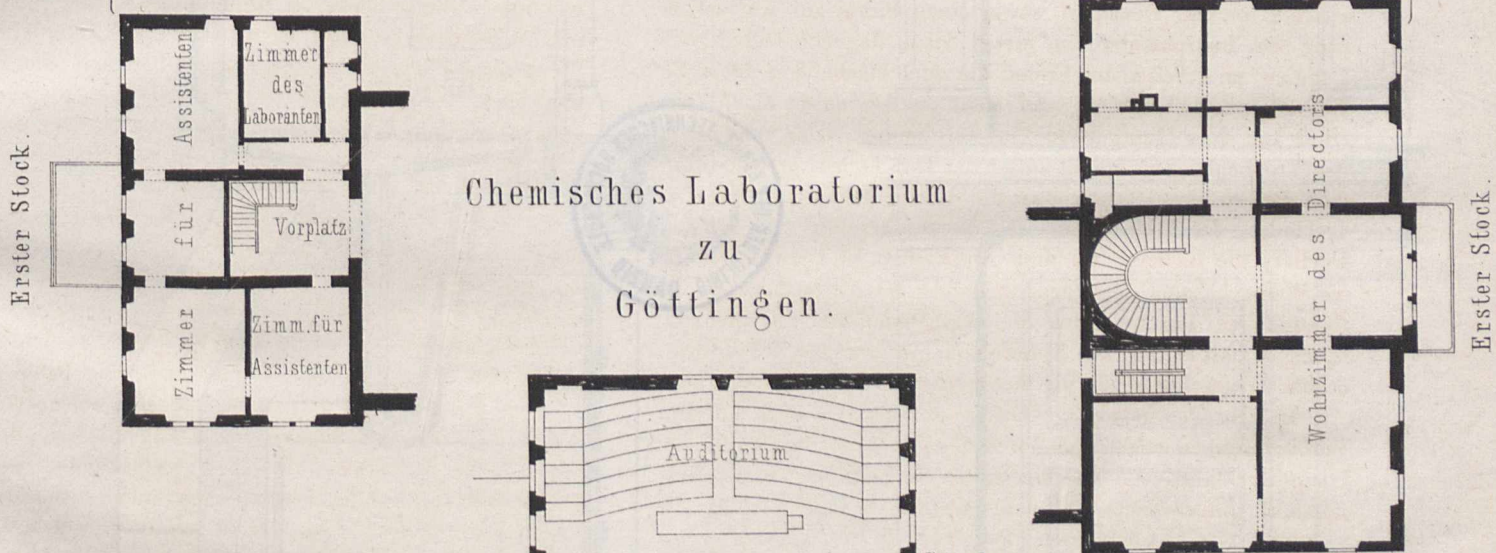 Erster Stock.
Zimmer für Assistenten
Zimmer
des
Laboranten
Vorplatz
Zimm. für
Assistenten
Chemisches Laboratorium
zu
Göttingen.
Auditorium
Wohnzimmer des Directors
Erster Stock.